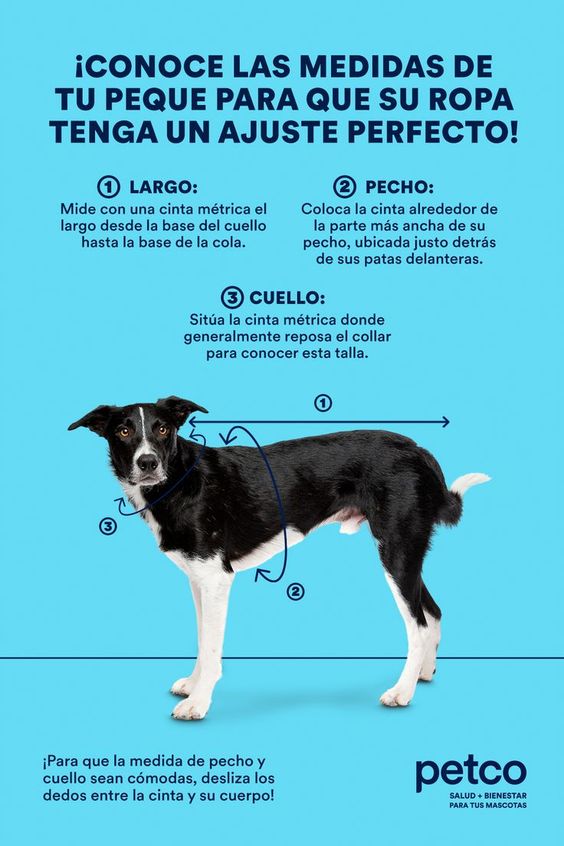 ¡CONOCE LAS MEDIDAS DE
TU PEQUE PARA QUE SU ROPA
TENGA UN AJUSTE PERFECTO!
1 LARGO:
Mide con una cinta métrica el
largo desde la base del cuello
hasta la base de la cola.
2 PECHO:
Coloca la cinta alrededor de
la parte más ancha de su
pecho, ubicada justo detrás
de sus patas delanteras.
3 CUELLO:
Sitúa la cinta métrica donde
generalmente reposa el collar
para conocer esta talla.
1
3
2
¡Para que la medida de pecho y
cuello sean cómodas, desliza los
dedos entre la cinta y su cuerpo!
petco
SALUD + BIENESTAR
PARA TUS MASCOTAS